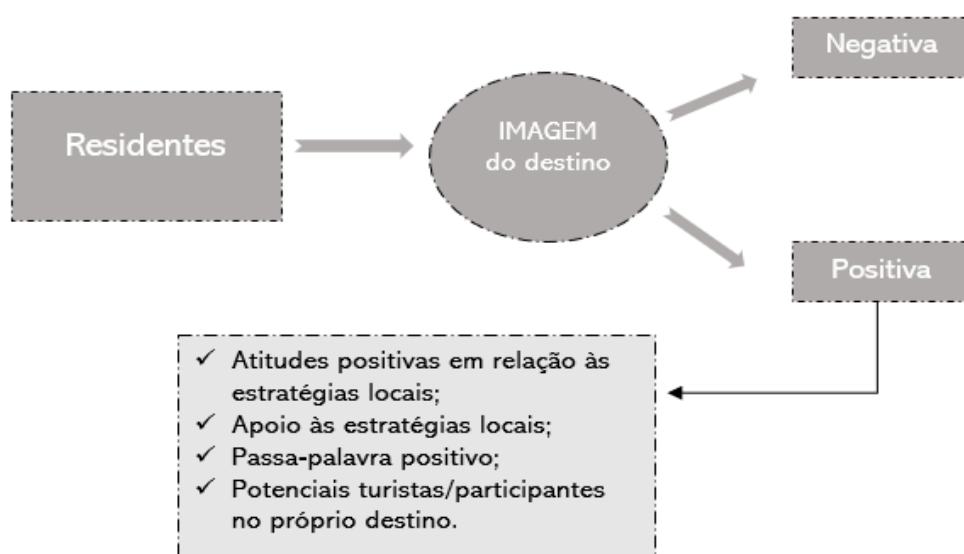 Negativa
Residentes
IMAGEM
do destino
Positiva
✓ Atitudes positivas em relação às
estratégias locais;
✓ Apoio às estratégias locais;
✓ Passa-palavra positivo;
✓ Potenciais turistas/participantes
no próprio destino.